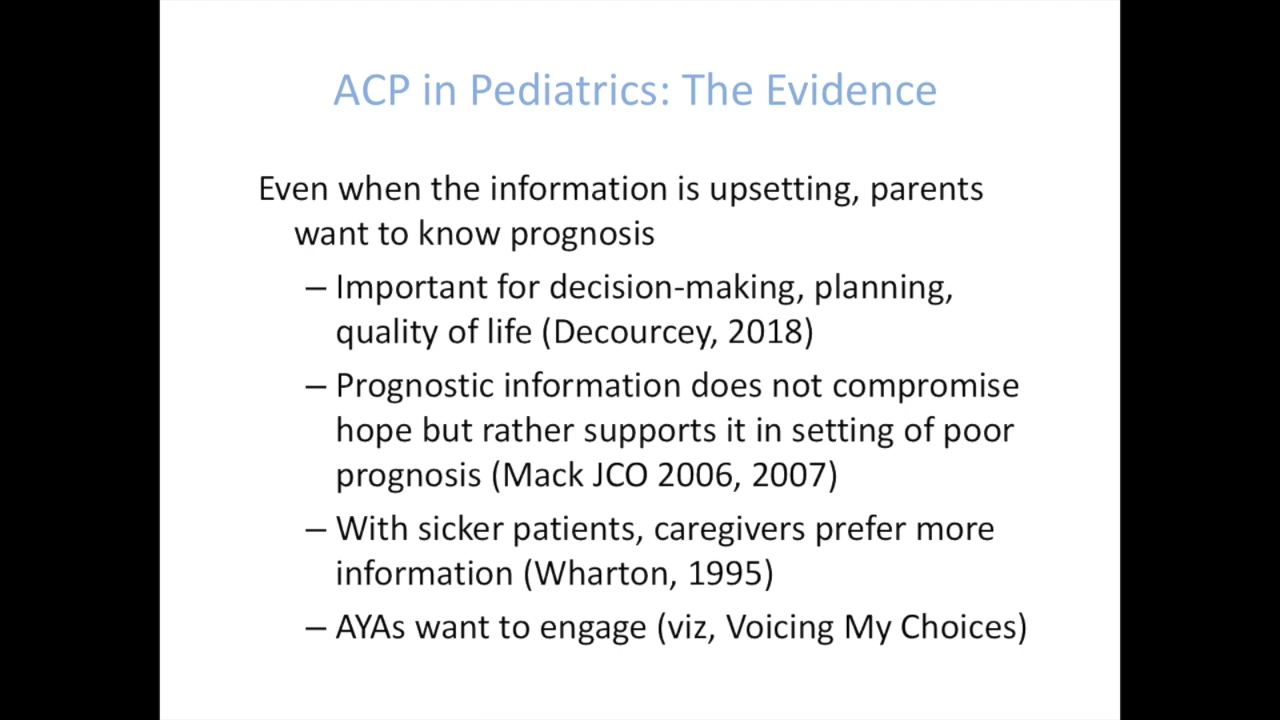 ACP in Pediatrics: The Evidence
Even when the information is upsetting, parents
want to know prognosis
– Important for decision-making, planning,
quality of life (Decourcey, 2018)
– Prognostic information does not compromise
hope but rather supports it in setting of poor
prognosis (Mack JCO 2006, 2007)
– With sicker patients, caregivers prefer more
information (Wharton, 1995)
– AYAs want to engage (viz, Voicing My Choices)